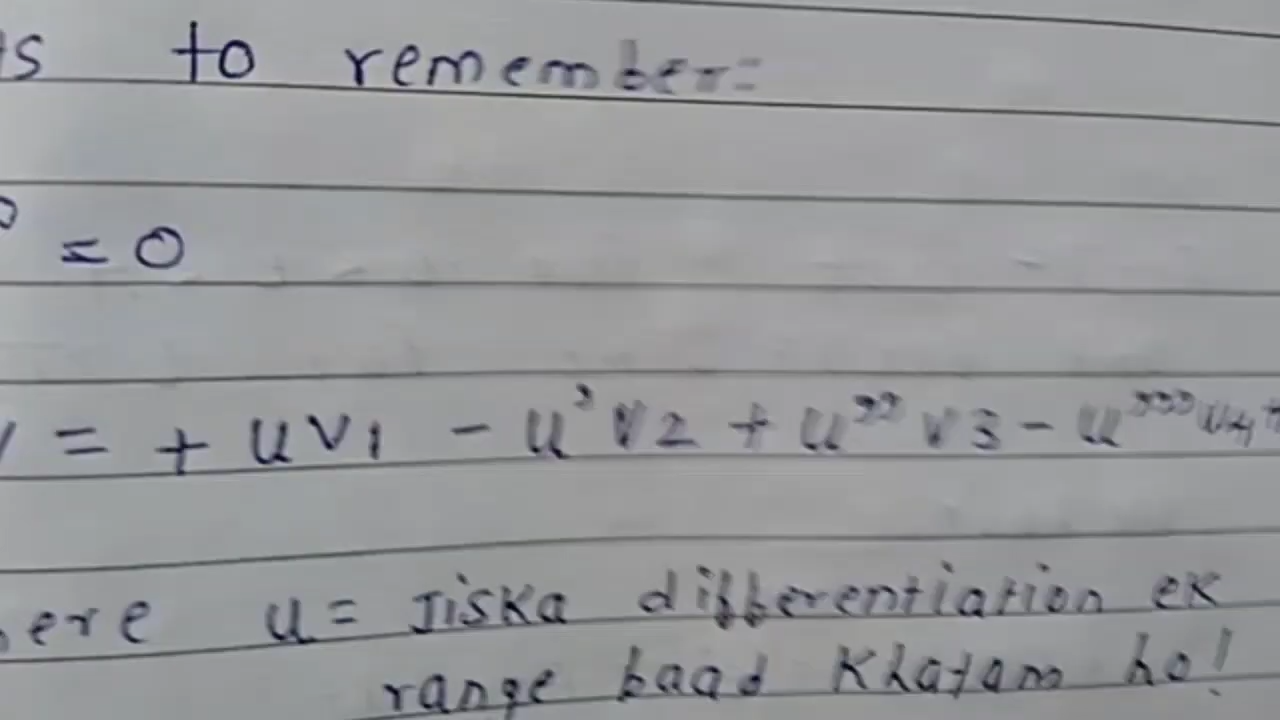 to remember:
= 0
= + uv1 - u'v2 + u''v3 - u'''v4 +
ere u = Jiska differentiation ek
range baad khatam ho!